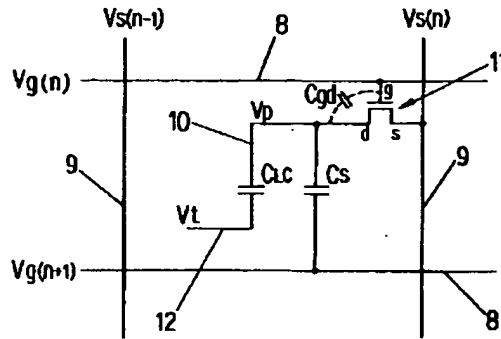 Vs(n-1) Vs(n)
8 11
Vg(n)
Cgd g
10 Vp d s
9 CLC Cs 9
Vt
Vg(n+1)
12 8